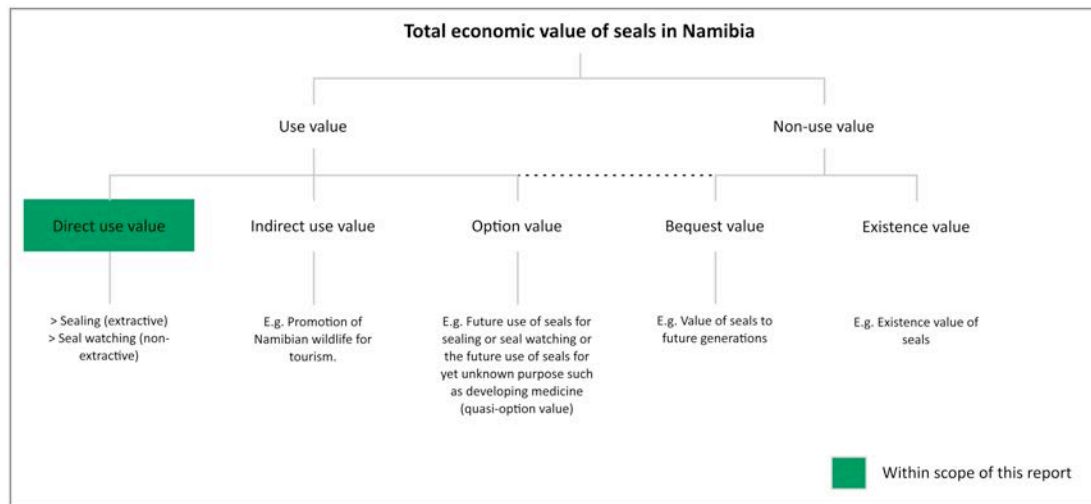 Total economic value of seals in Namibia
Use value
Non-use value
Direct use value
Indirect use value
Option value
Bequest value
Existence value
> Sealing (extractive)
> Seal watching (non-
extractive)
E.g. Promotion of
Namibian wildlife for
tourism.
E.g. Future use of seals for
sealing or seal watching or
the future use of seals for
yet unknown purpose such
as developing medicine
(quasi-option value)
E.g. Value of seals to
future generations
E.g. Existence value of
seals
Within scope of this report